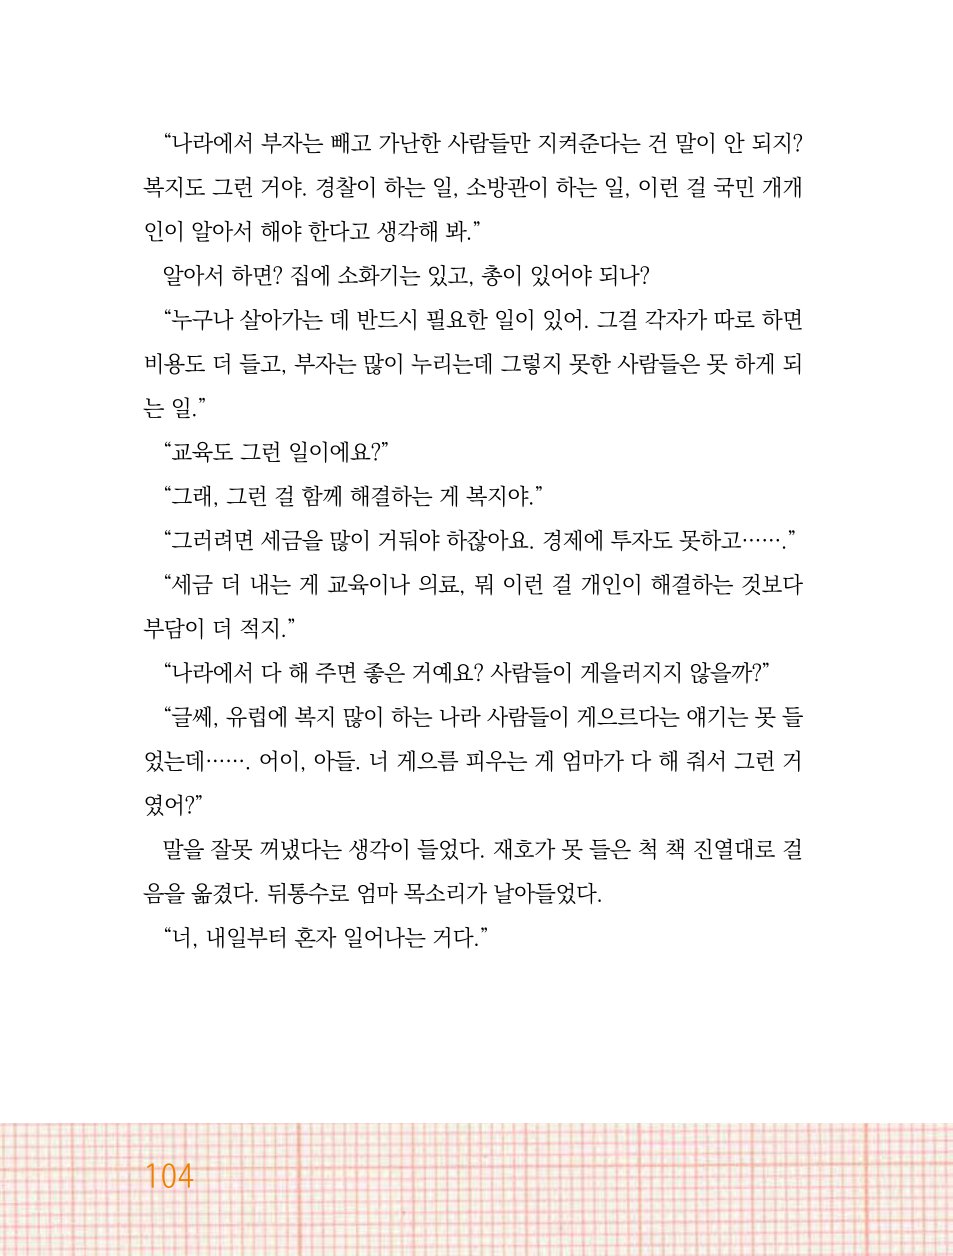 “나라에서 부자는 빼고 가난한 사람들만 지켜준다는 건 말이 안 되지?
복지도 그런 거야. 경찰이 하는 일, 소방관이 하는 일, 이런 걸 국민 개개
인이 알아서 해야 한다고 생각해 봐.”
알아서 하면? 집에 소화기는 있고, 총이 있어야 되나?
“누구나 살아가는 데 반드시 필요한 일이 있어. 그걸 각자가 따로 하면
비용도 더 들고, 부자는 많이 누리는데 그렇지 못한 사람들은 못 하게 되
는 일.”
“교육도 그런 일이에요?”
“그래, 그런 걸 함께 해결하는 게 복지야.”
“그러려면 세금을 많이 거둬야 하잖아요. 경제에 투자도 못하고…….”
“세금 더 내는 게 교육이나 의료, 뭐 이런 걸 개인이 해결하는 것보다
부담이 더 적지.”
“나라에서 다 해 주면 좋은 거예요? 사람들이 게을러지지 않을까?”
“글쎄, 유럽에 복지 많이 하는 나라 사람들이 게으르다는 얘기는 못 들
었는데……. 어이, 아들. 너 게으름 피우는 게 엄마가 다 해 줘서 그런 거
였어?”
말을 잘못 꺼냈다는 생각이 들었다. 재호가 못 들은 척 책 진열대로 걸
음을 옮겼다. 뒤통수로 엄마 목소리가 날아들었다.
“너, 내일부터 혼자 일어나는 거다.”
104